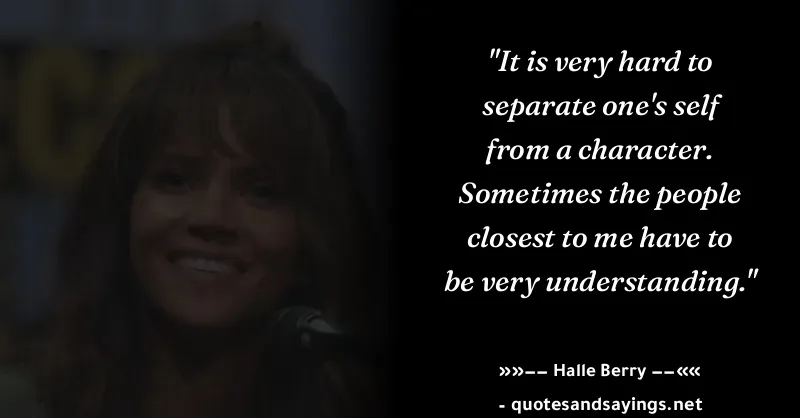 "It is very hard to
separate one's self
from a character.
Sometimes the people
closest to me have to
be very understanding."
»»–– Halle Berry ––««
- quotesandsayings.net